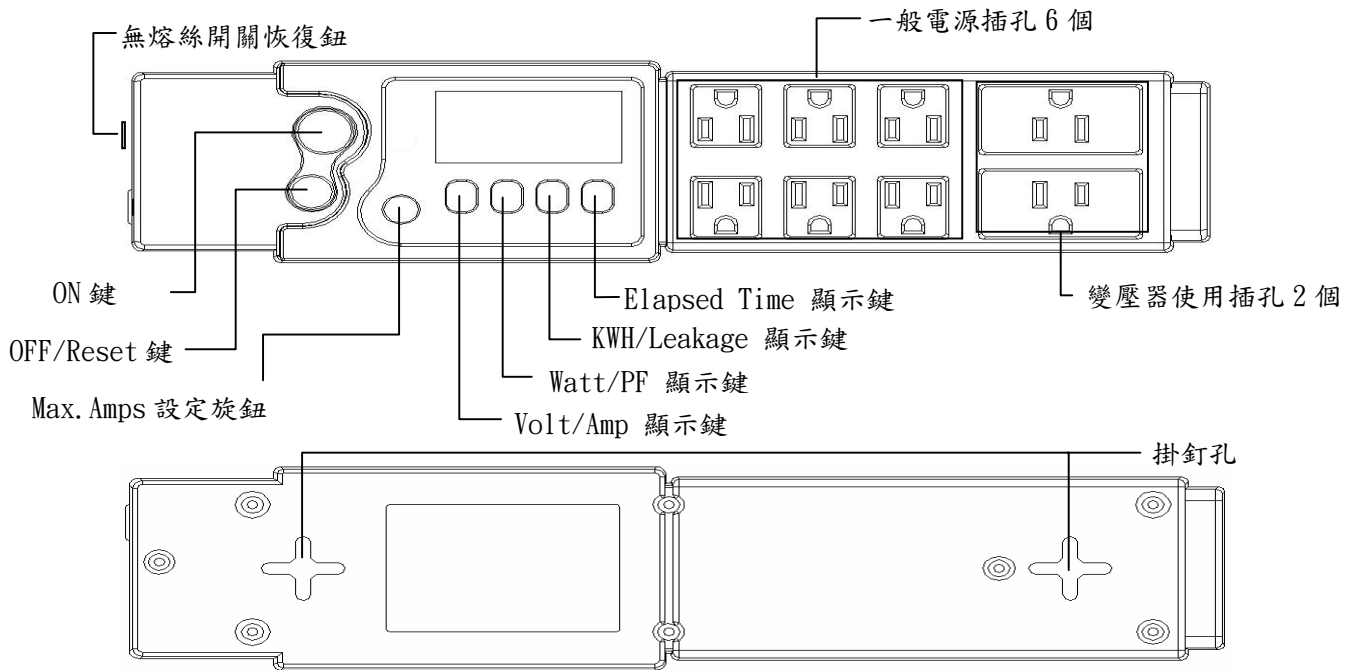 無熔絲開關恢復鈕
一般電源插孔 6 個
ON 鍵
OFF/Reset 鍵
Max.Amps 設定旋鈕
Elapsed Time 顯示鍵
KWH/Leakage 顯示鍵
Watt/PF 顯示鍵
Volt/Amp 顯示鍵
變壓器使用插孔 2 個
掛釘孔